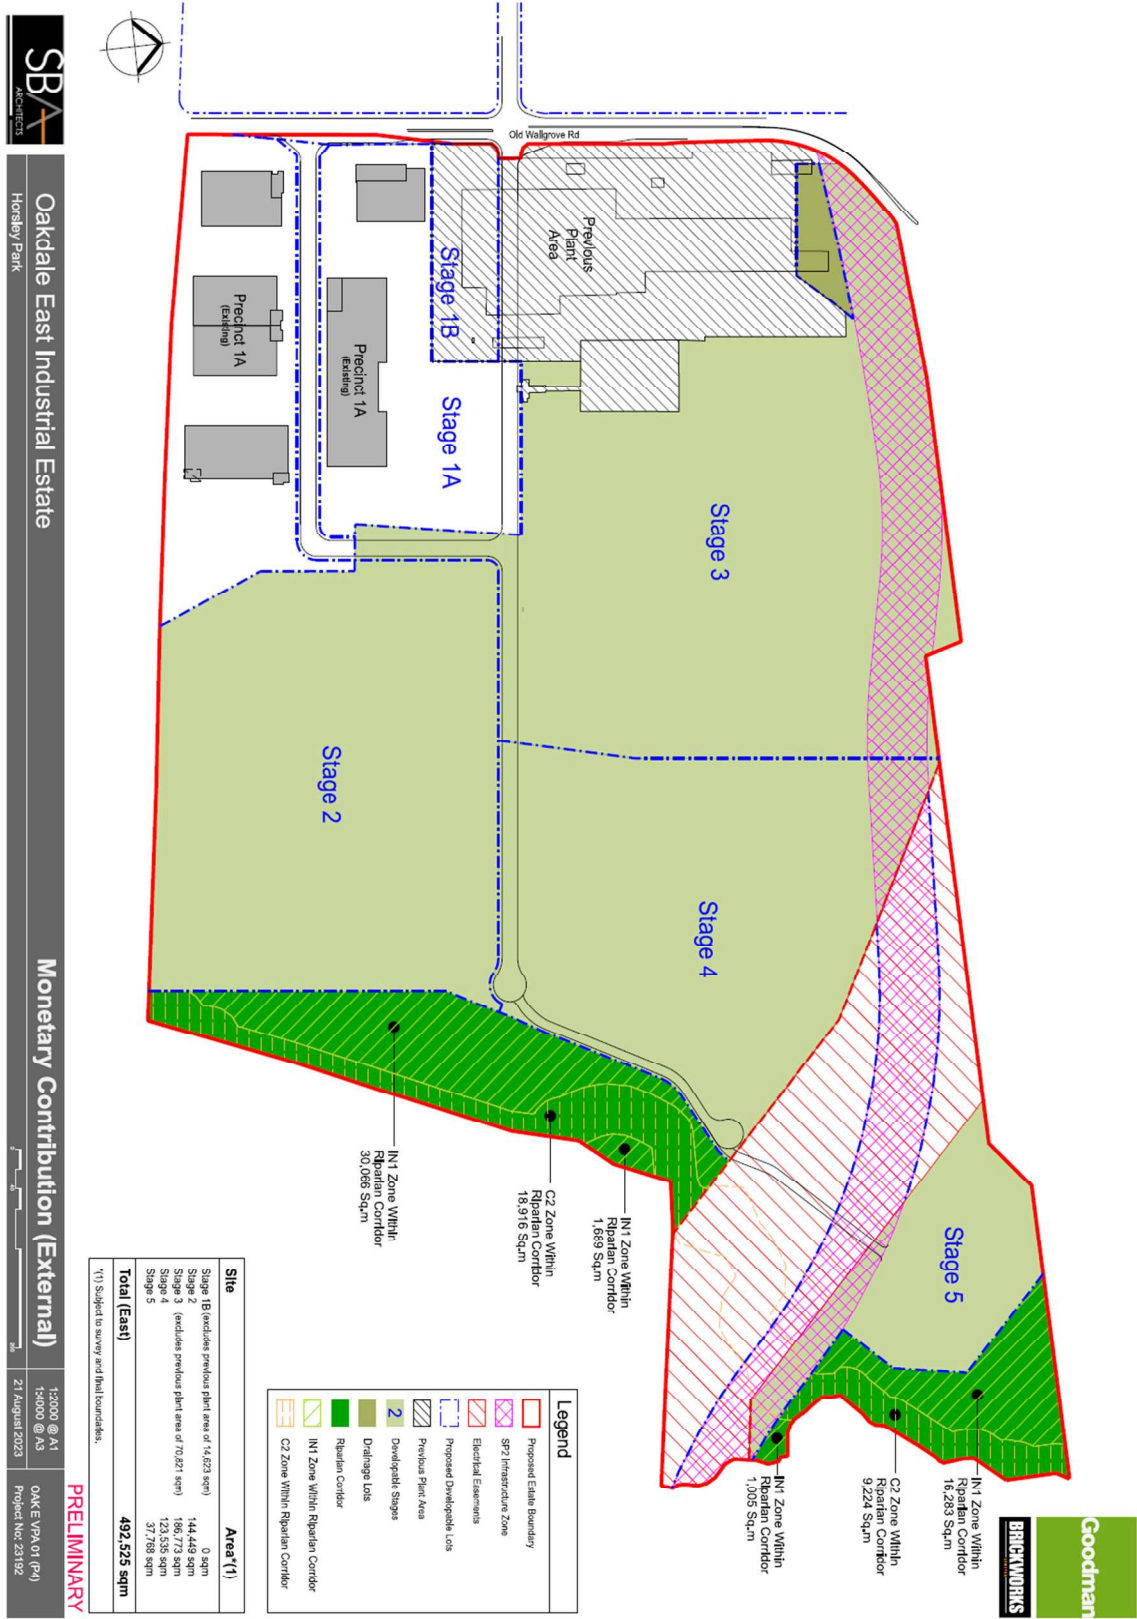 Goodman
BRICKWORKS
Old Wallgrove Rd
Previous
Plant
Area
Stage 1B
Stage 1A
Precinct 1A
(Existing)
Precinct 1A
(Existing)
Stage 3
Stage 2
Stage 4
Stage 5
IN1 Zone Within
Riparian Corridor
16,283 Sq.m
C2 Zone Within
Riparian Corridor
9,224 Sq.m
IN1 Zone Within
Riparian Corridor
1,005 Sq.m
IN1 Zone Within
Riparian Corridor
1,689 Sq.m
C2 Zone Within
Riparian Corridor
18,916 Sq.m
IN1 Zone Within
Riparian Corridor
30,066 Sq.m
Legend
Proposed Estate Boundary
SP2 Infrastructure Zone
Electrical Easements
Proposed Developable Lots
Previous Plant Area
2 Developable Stages
Drainage Lots
Riparian Corridor
IN1 Zone Within Riparian Corridor
C2 Zone Within Riparian Corridor
Site Area*(1)
Stage 1B (excludes previous plant area of 14,623 sqm) 0 sqm
Stage 2 144,449 sqm
Stage 3 (excludes previous plant area of 70,821 sqm) 186,773 sqm
Stage 4 123,535 sqm
Stage 5 37,768 sqm
Total (East) 492,525 sqm
*(1) Subject to survey and final boundaries.
PRELIMINARY
SBA
ARCHITECTS
Oakdale East Industrial Estate
Horsley Park
Monetary Contribution (External)
1:2000 @ A1
1:4000 @ A3
21 August 2023
OAK E VPA 01 (P4)
Project No: 23192